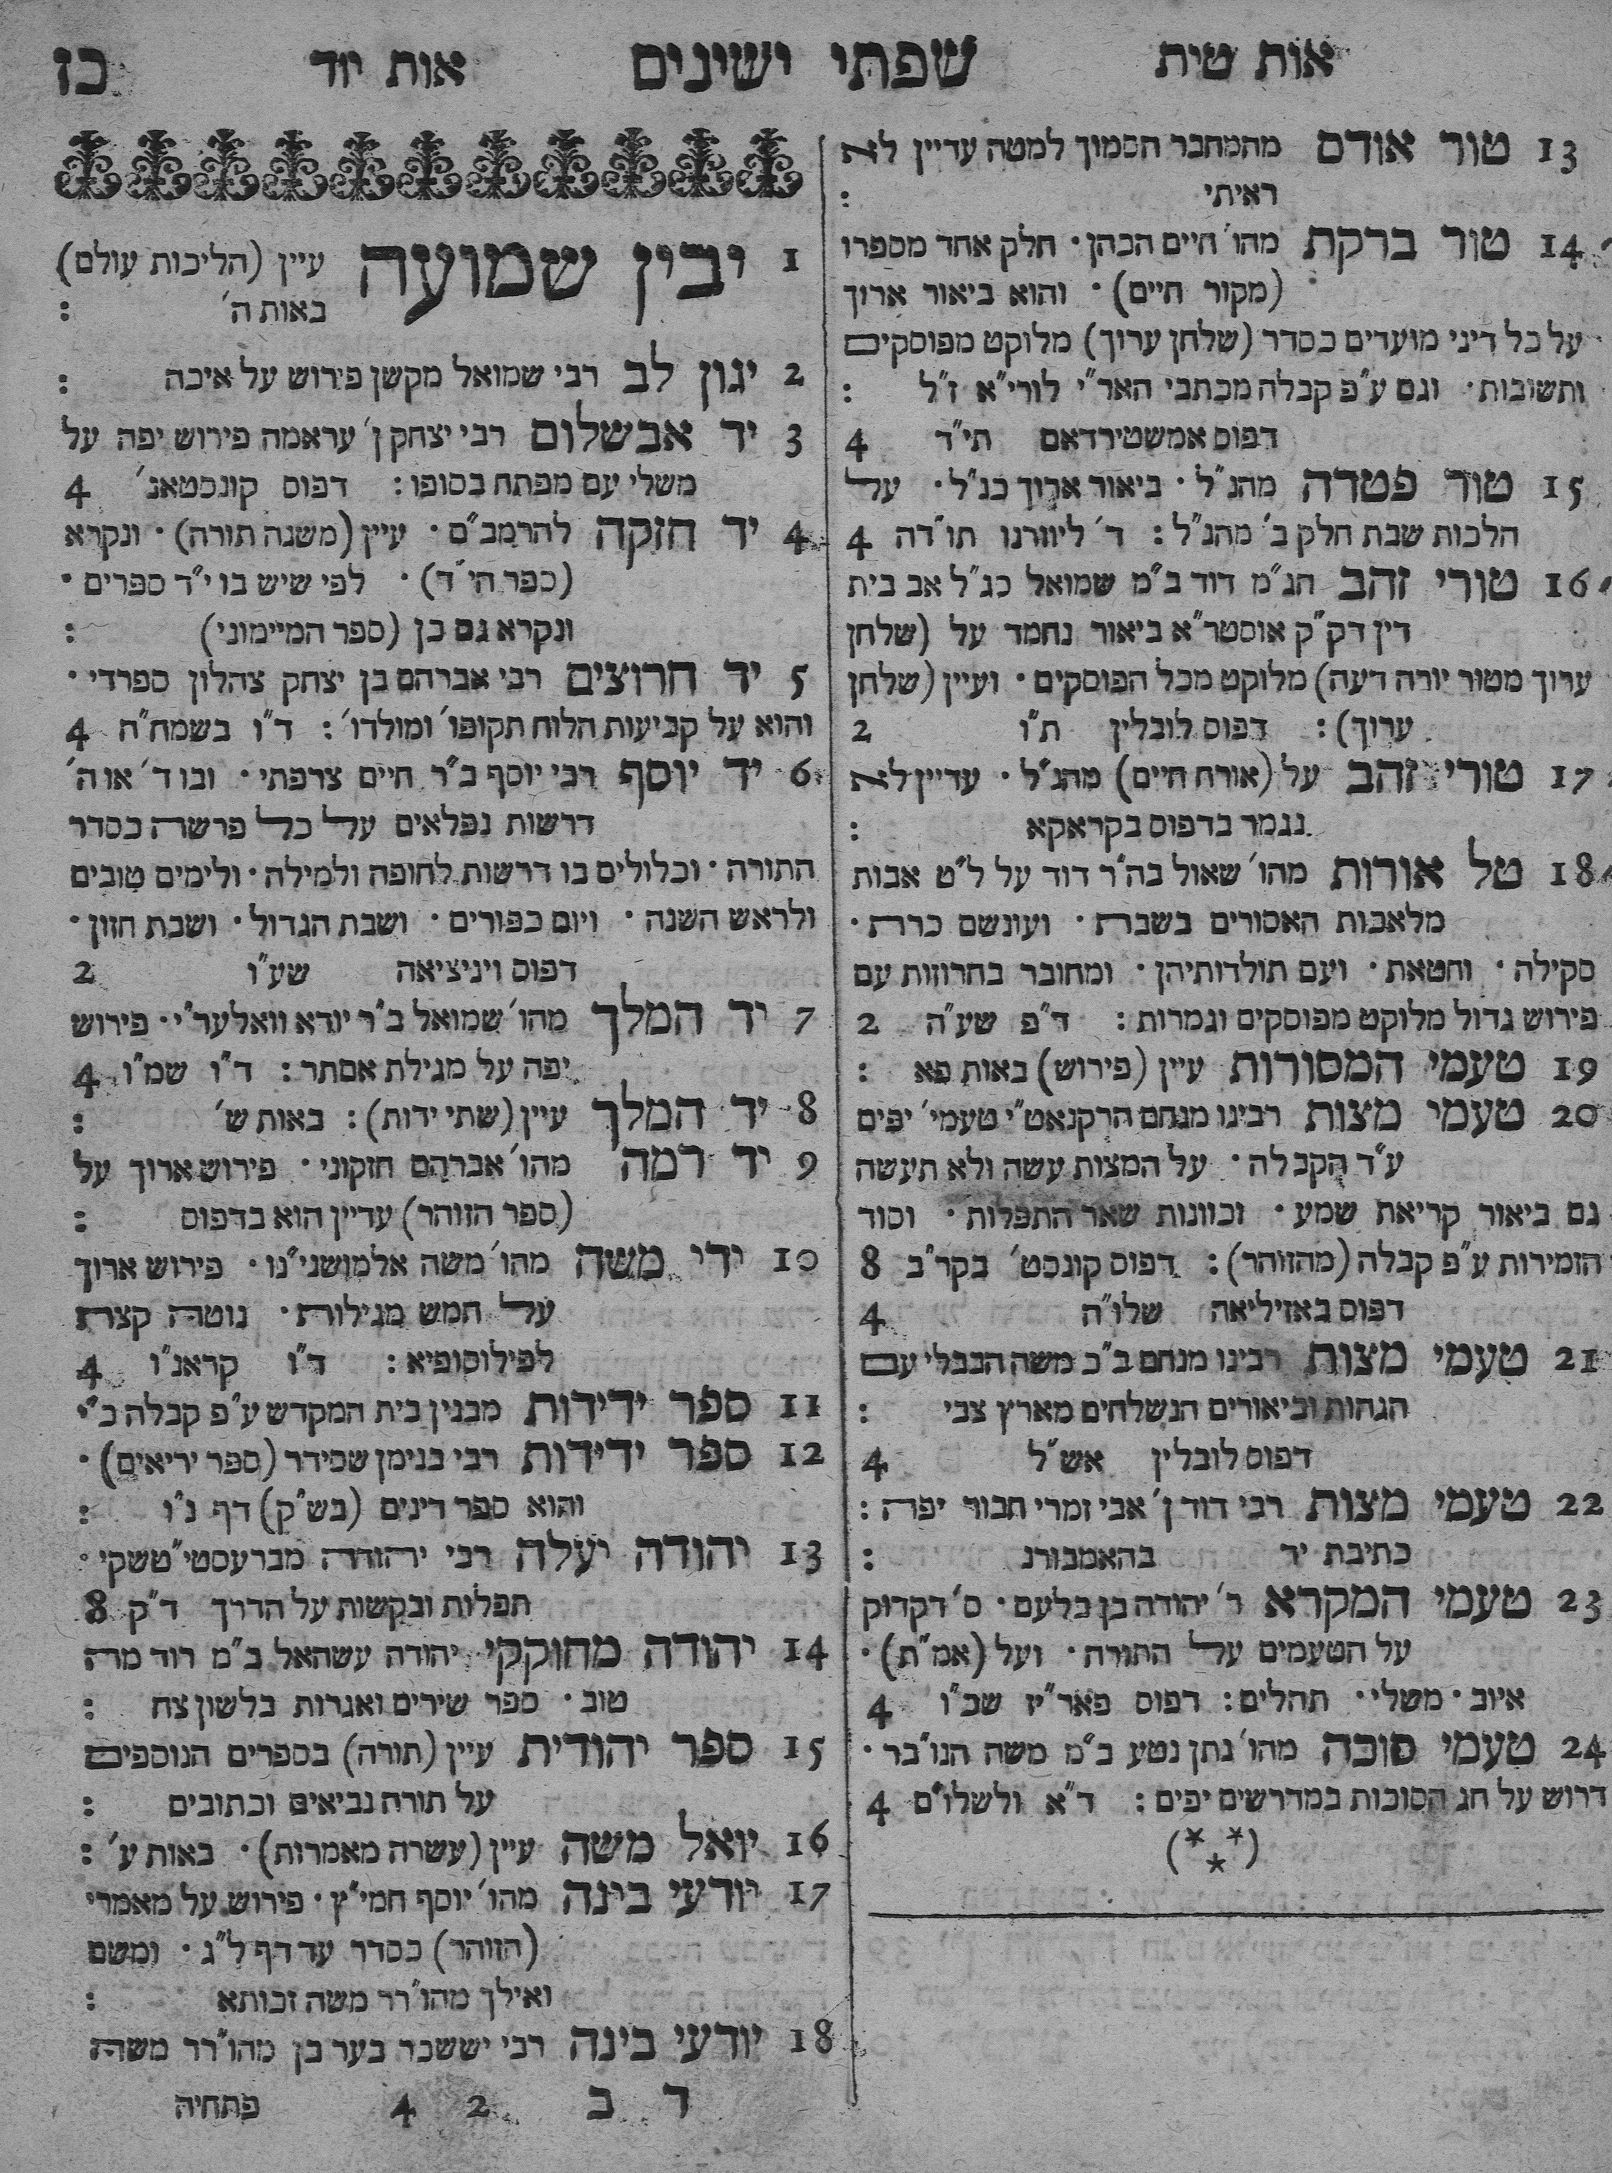 אות טית שפתי ישינים אות יוד כז
13 טור אודם מהמחבר הסמוך למטה עדיין לא
ראיתי :
14 טור ברקת מהו׳ חיים הכהן · חלק אחד מספרו
(מקור חיים) · והוא ביאור ארוך
על כל דיני מועדים כסדר (שלחן ערוך) מלוקט מפוסקים
ותשובות · וגם ע״פ קבלה מכתבי האר״י לורי״א ז״ל :
דפוס אמשטירדאם תי״ד 4
15 טור פטדה מהנ״ל · ביאור ארוך כנ״ל · על
הלכות שבת חלק ב׳ מהנ״ל : ד׳ ליוורנו תו״דה 4
16 טורי זהב הג״מ דוד ב״מ שמואל סג״ל אב בית
דין דק״ק אוסטר״א ביאור נחמד על (שלחן
ערוך מטור יורה דעה) מלוקט מכל הפוסקים · ועיין (שלחן
ערוך) : דפוס לובלין ת״ו 2
17 טורי זהב על (אורח חיים) מהנ״ל · עדיין לא
נגמר בדפוס בקראקא :
18 טל אורות מהו׳ שאול בה״ר דוד על ל״ט אבות
מלאכות האסורים בשבת · ועונשם כרת ·
סקילה · וחטאת · ועם תולדותיהן · ומחובר בחרוזות עם
פירוש גדול מלוקט מפוסקים וגמרות : ד״פ שע״ה 2
19 טעמי המסורות עיין (פירוש) באות פא :
20 טעמי מצות רבינו מנחם הרקנאט״י טעמי׳ יפים
ע״ד הקבלה · על המצות עשה ולא תעשה
גם ביאור קריאת שמע · וכוונות שאר התפלות · וסוד
הזמירות ע״פ קבלה (מהזוהר) : דפוס קונסט׳ בקר״ב 8
דפוס באזיליאה שלו״ה 4
21 טעמי מצות רבינו מנחם ב״כ משה הבבלי עם
הגהות וביאורים הנשלחים מארץ צבי :
דפוס לובלין אש״ל 4
22 טעמי מצות רבי דוד ן׳ אבי זמרי חבור יפה :
כתיבת יד בהאמבורג :
23 טעמי המקרא ר׳ יהודה בן בלעם · ס׳ דקדוק
על הטעמים על התורה · ועל (אמ״ת) ·
איוב · משלי · תהלים : דפוס פאר״יז שכ״ו 4
24 טעמי סוכה מהו׳ נתן נטע ב״מ משה הנו״בר ·
דרוש על חג הסוכות במדרשים יפים : ד״א ולשלו״ם 4
(* * *)
1 יבין שמועה עיין (הליכות עולם)
באות ה׳ :
2 יגון לב רבי שמואל מקשן פירוש על איכה :
3 יד אבשלום רבי יצחק ן׳ עראמה פירוש יפה על
משלי עם מפתח בסופו : דפוס קונסטאנ׳ 4
4 יד חזקה להרמב״ם · עיין (משנה תורה) · ונקרא
(ספר הי״ד) · לפי שיש בו י״ד ספרים ·
ונקרא גם כן (ספר המיימוני) :
5 יד חרוצים רבי אברהם בן יצחק צהלון ספרדי ·
והוא על קביעות הלוח תקופו׳ ומולדו׳ : ד״ו בשמח״ח 4
6 יד יוסף רבי יוסף ב״ר חיים צרפתי · ובו ד׳ או ה׳
דרשות נפלאים על כל פרשה כסדר
התורה · וכלולים בו דרשות לחופה ולמילה · ולימים טובים
ולראש השנה · ויום כפורים · ושבת הגדול · ושבת חזון ·
דפוס ויניציאה שע״ו 2
7 יד המלך מהו׳ שמואל ב״ר יודא וואלער״י · פירוש
יפה על מגילת אסתר : ד״ו שמ״ו 4
8 יד המלך עיין (שתי ידות) : באות ש׳ :
9 יד רמה מהו׳ אברהם חזקוני · פירוש ארוך על
(ספר הזוהר) עדיין הוא בדפוס :
10 ידי משה מהו׳ משה אלמושני״נו · פירוש ארוך
על חמש מגילות · נוטה קצת
לפילוסופיא : ד״ו קראנ״ו 4
11 ספר ידידות מבנין בית המקדש ע״פ קבלה כ״י
12 ספר ידידות רבי בנימן שסידר (ספר יריאים) ·
והוא ספר דינים (בש״ק) דף נ״ו :
13 יהודה יעלה רבי יהודה מברעסטי״טשקי ·
תפלות ובקשות על הדרך ד״ק 8
14 יהודה מחוקקי יהודה עשהאל ב״מ דוד מה
טוב · ספר שירים ואגרות בלשון צח :
15 ספר יהודית עיין (תורה) בספרים הנוספים
על תורה נביאים וכתובים :
16 יואל משה עיין (עשרה מאמרות) · באות ע׳ :
17 יודעי בינה מהו׳ יוסף חמי״ץ · פירוש על מאמרי
(הזוהר) כסדר עד דף ל״ג · ומשם
ואילך מהו״רר משה זכותא :
18 יודעי בינה רבי יששכר בער בן מהו״רר משה
ד ב 2 4 פתחיה